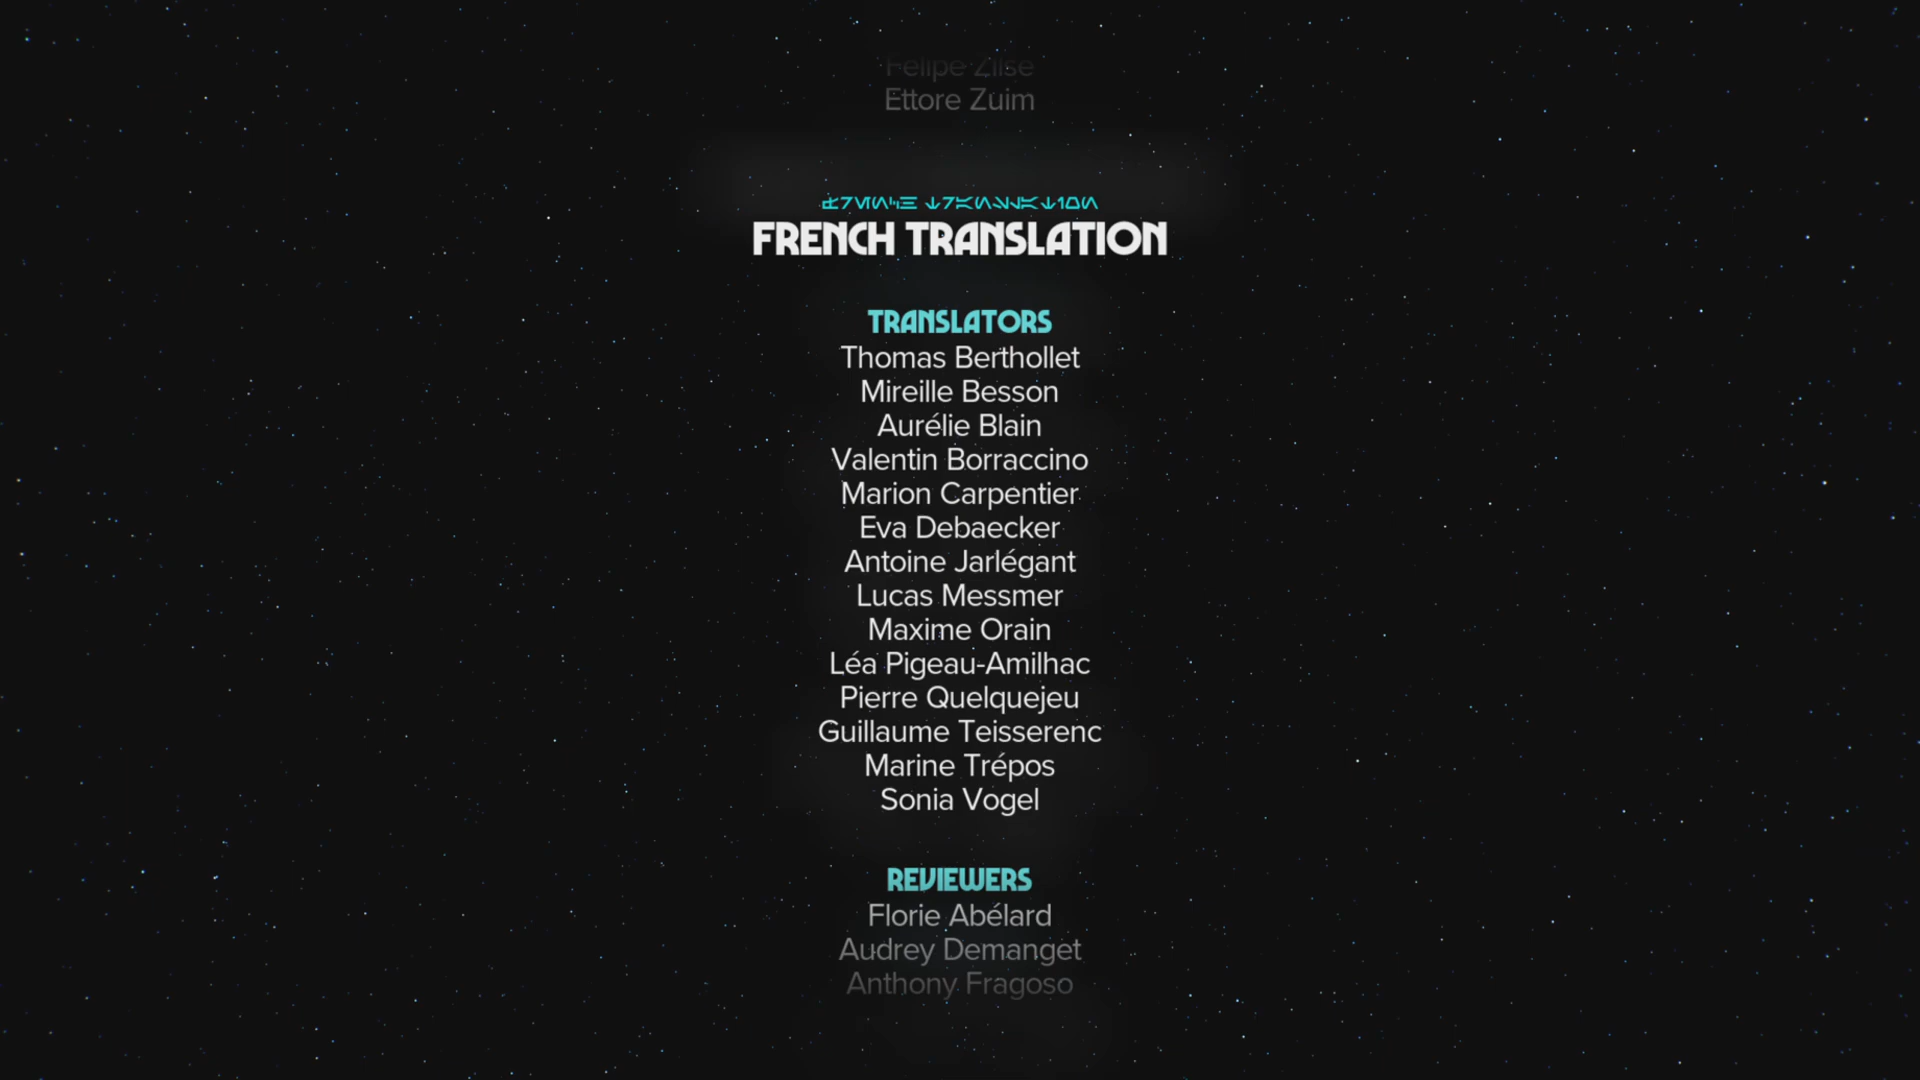 Felipe Zilse
Ettore Zuim
FRENCH TRANSLATION
TRANSLATORS
Thomas Berthollet
Mireille Besson
Aurélie Blain
Valentin Borraccino
Marion Carpentier
Eva Debaecker
Antoine Jarlégant
Lucas Messmer
Maxime Orain
Léa Pigeau-Amilhac
Pierre Quelquejeu
Guillaume Teisserenc
Marine Trépos
Sonia Vogel
REVIEWERS
Florie Abélard
Audrey Demanget
Anthony Fragoso